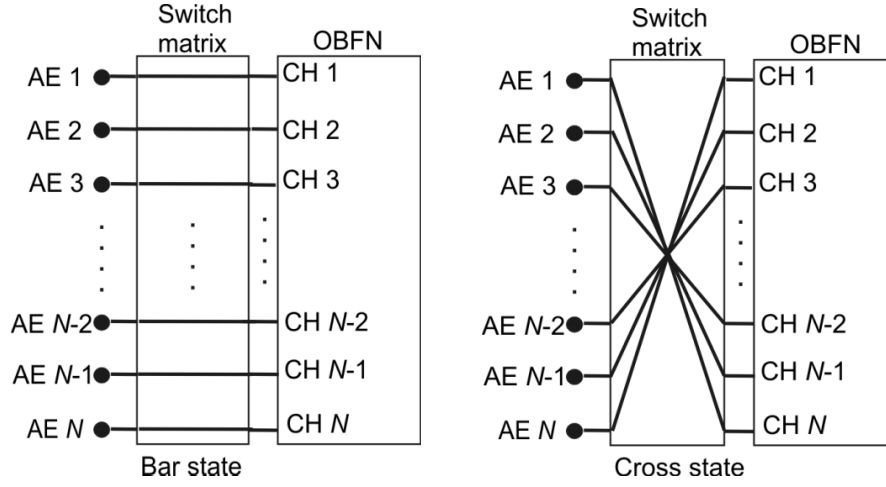 Switch
matrix
OBFN
AE 1
CH 1
AE 2
CH 2
AE 3
CH 3
AE N-2
CH N-2
AE N-1
CH N-1
AE N
CH N
Bar state
Switch
matrix
OBFN
AE 1
CH 1
AE 2
CH 2
AE 3
CH 3
AE N-2
CH N-2
AE N-1
CH N-1
AE N
CH N
Cross state